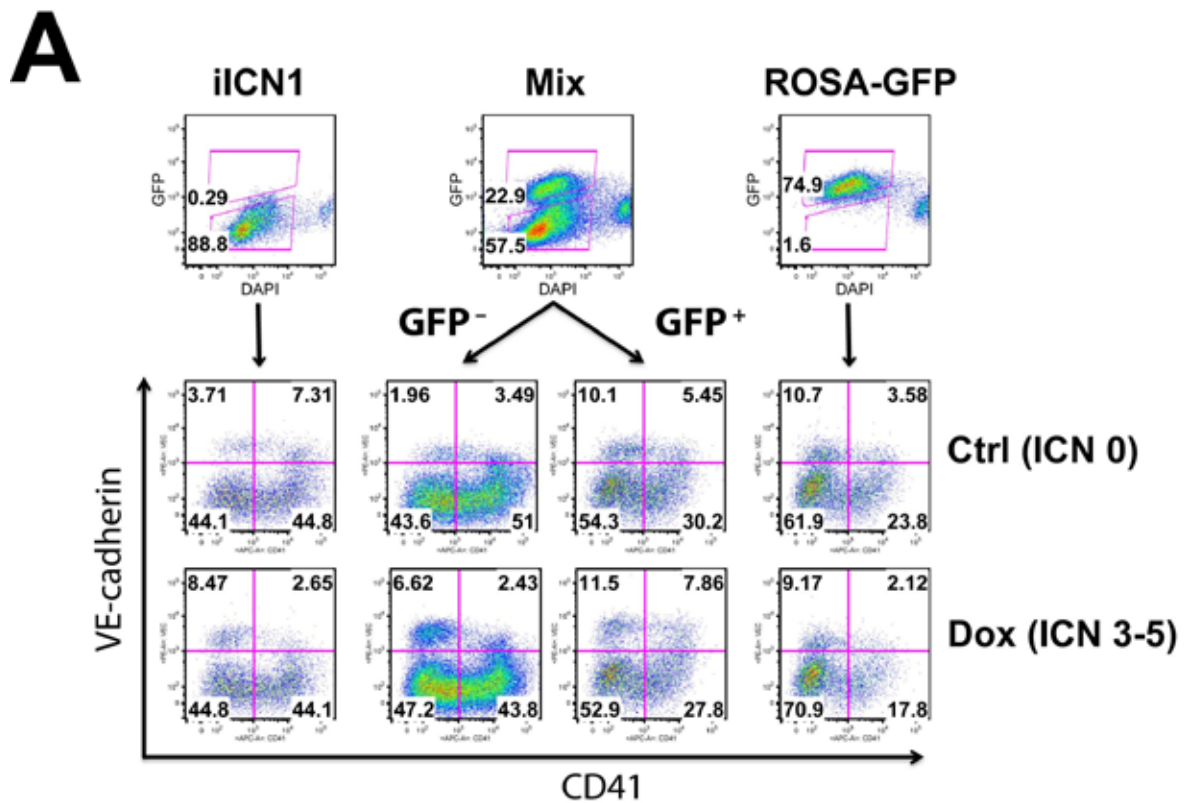 A
iICN1 Mix ROSA-GFP
GFP GFP GFP
0.29 22.9 74.9
88.8 57.5 1.6
DAPI DAPI DAPI
GFP - GFP +
3.71 7.31 1.96 3.49 10.1 5.45 10.7 3.58
44.1 44.8 43.6 51 54.3 30.2 61.9 23.8
Ctrl (ICN 0)
8.47 2.65 6.62 2.43 11.5 7.86 9.17 2.12
44.8 44.1 47.2 43.8 52.9 27.8 70.9 17.8
Dox (ICN 3-5)
VE-cadherin
CD41